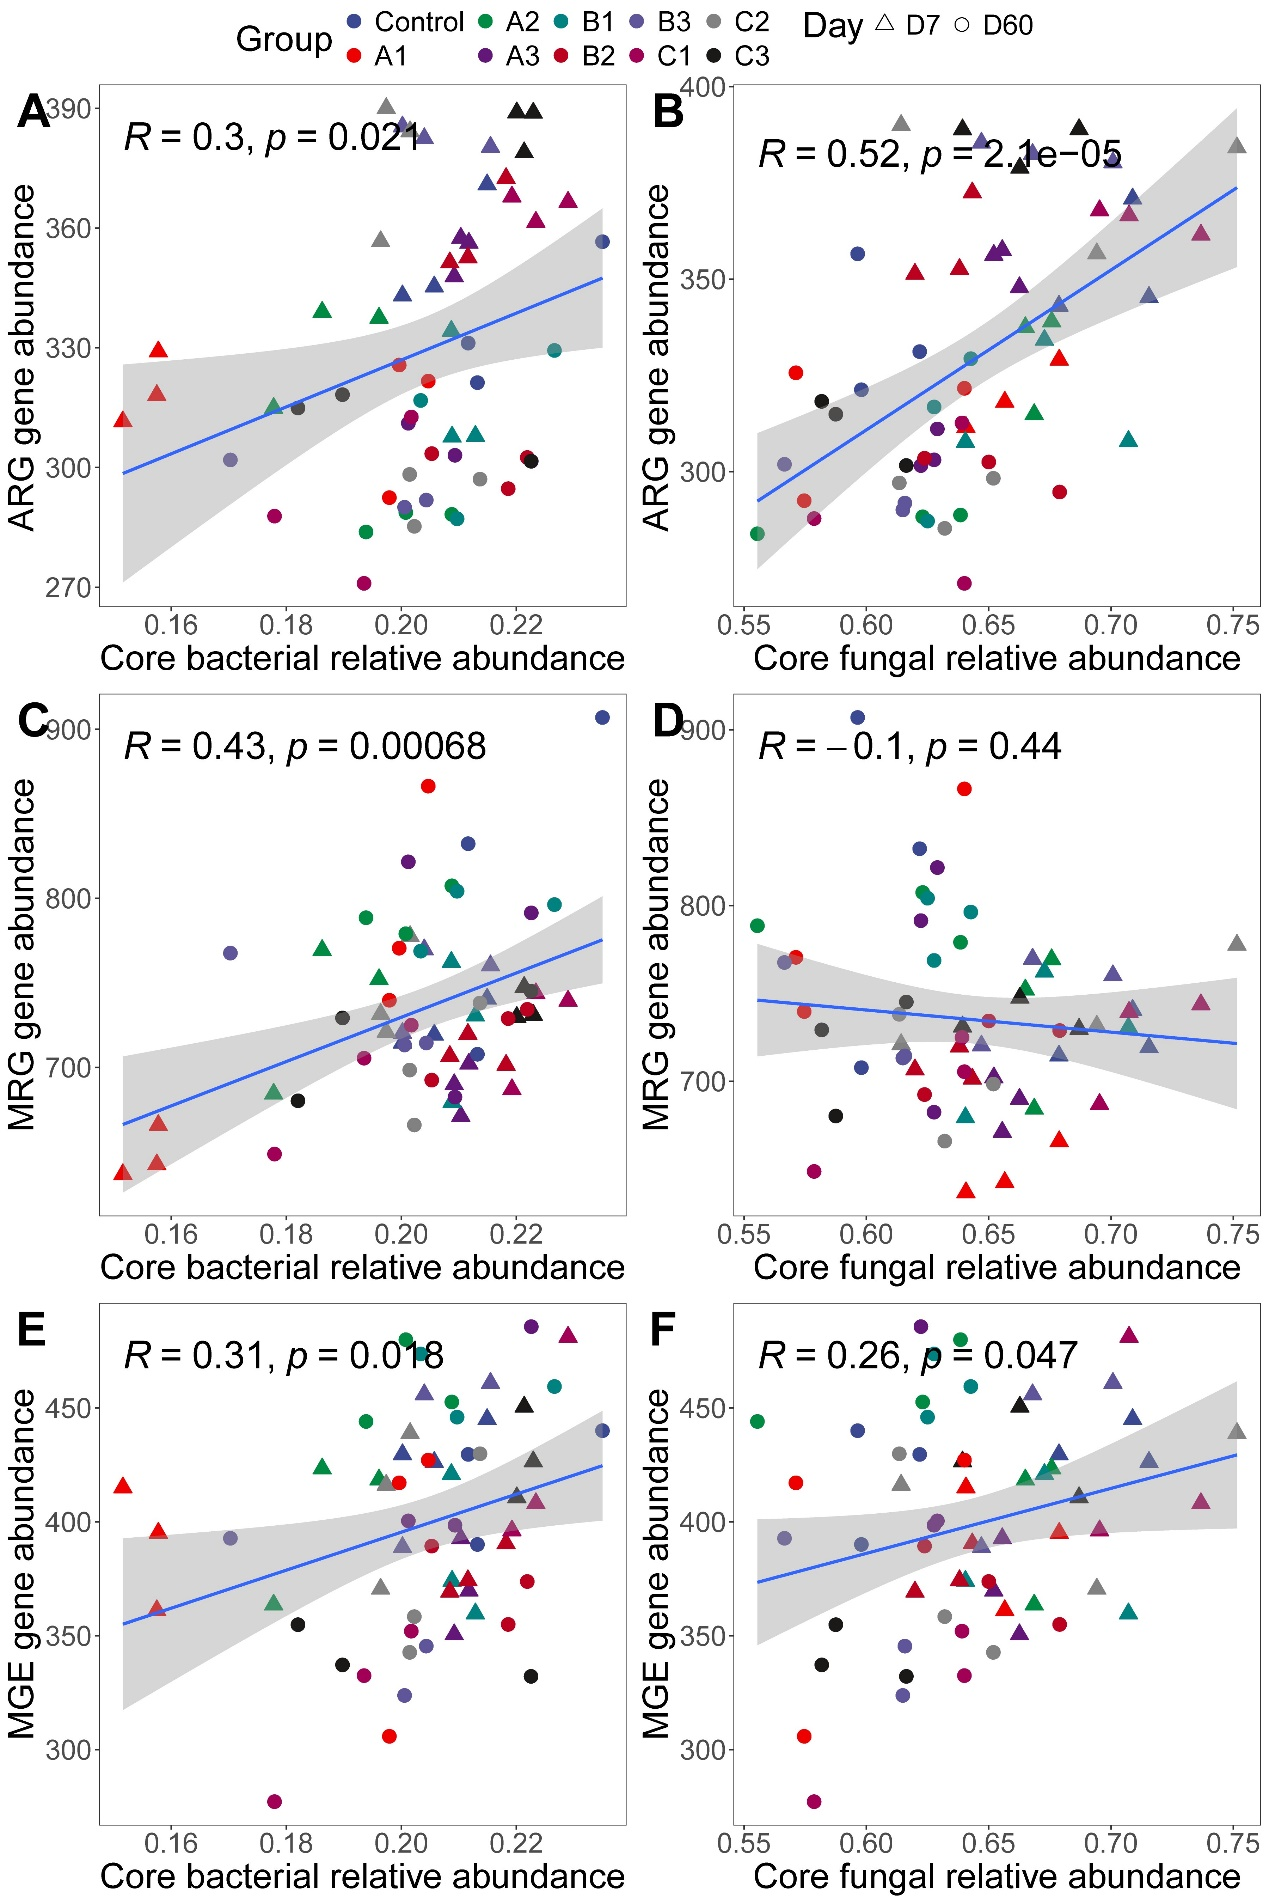 Group Control A2 B1 B3 C2 Day D7 D60
A1 A3 B2 C1 C3
A
R = 0.3, p = 0.021
ARG gene abundance
390
360
330
300
270
0.16 0.18 0.20 0.22
Core bacterial relative abundance
B
R = 0.52, p = 2.1e−05
ARG gene abundance
400
350
300
0.55 0.60 0.65 0.70 0.75
Core fungal relative abundance
C
R = 0.43, p = 0.00068
MRG gene abundance
900
800
700
0.16 0.18 0.20 0.22
Core bacterial relative abundance
D
R = −0.1, p = 0.44
MRG gene abundance
900
800
700
0.55 0.60 0.65 0.70 0.75
Core fungal relative abundance
E
R = 0.31, p = 0.018
MGE gene abundance
450
400
350
300
0.16 0.18 0.20 0.22
Core bacterial relative abundance
F
R = 0.26, p = 0.047
MGE gene abundance
450
400
350
300
0.55 0.60 0.65 0.70 0.75
Core fungal relative abundance